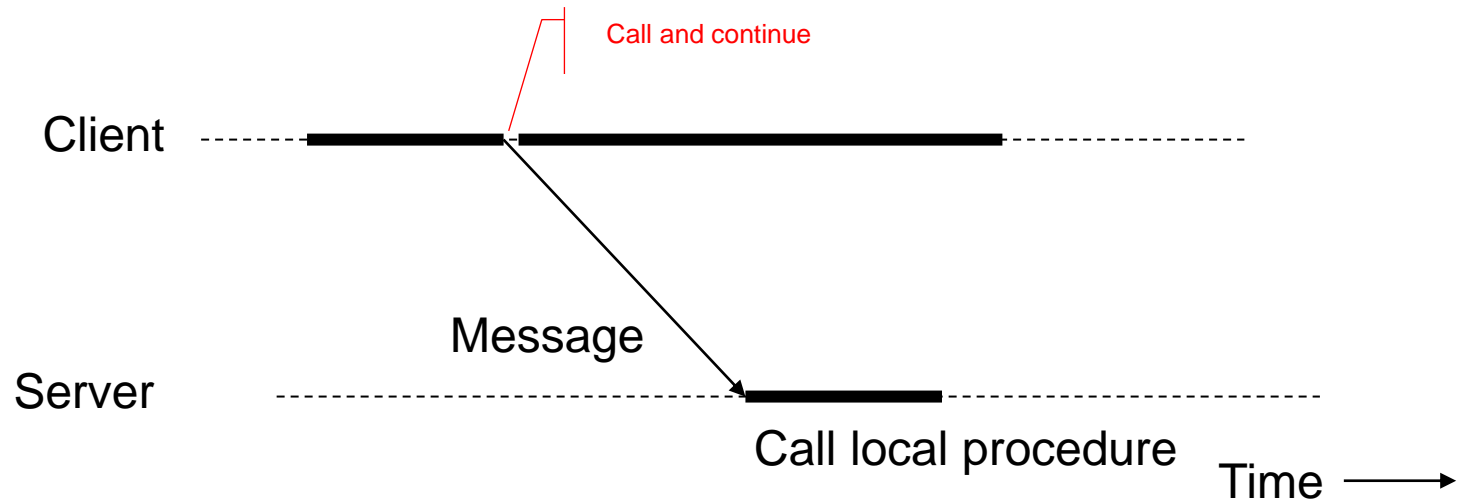 Call and continue
Client
Message
Server
Call local procedure
Time